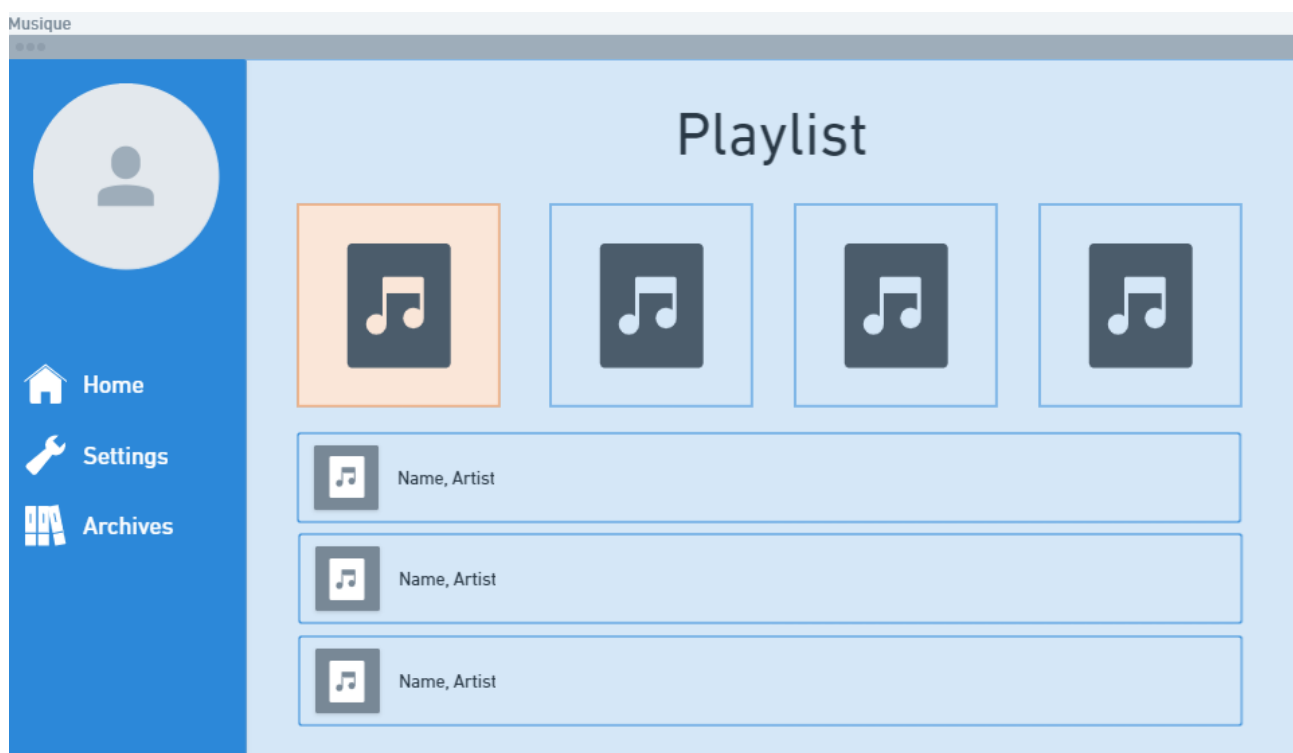 Musique
Playlist
Home
Settings
Archives
Name, Artist
Name, Artist
Name, Artist